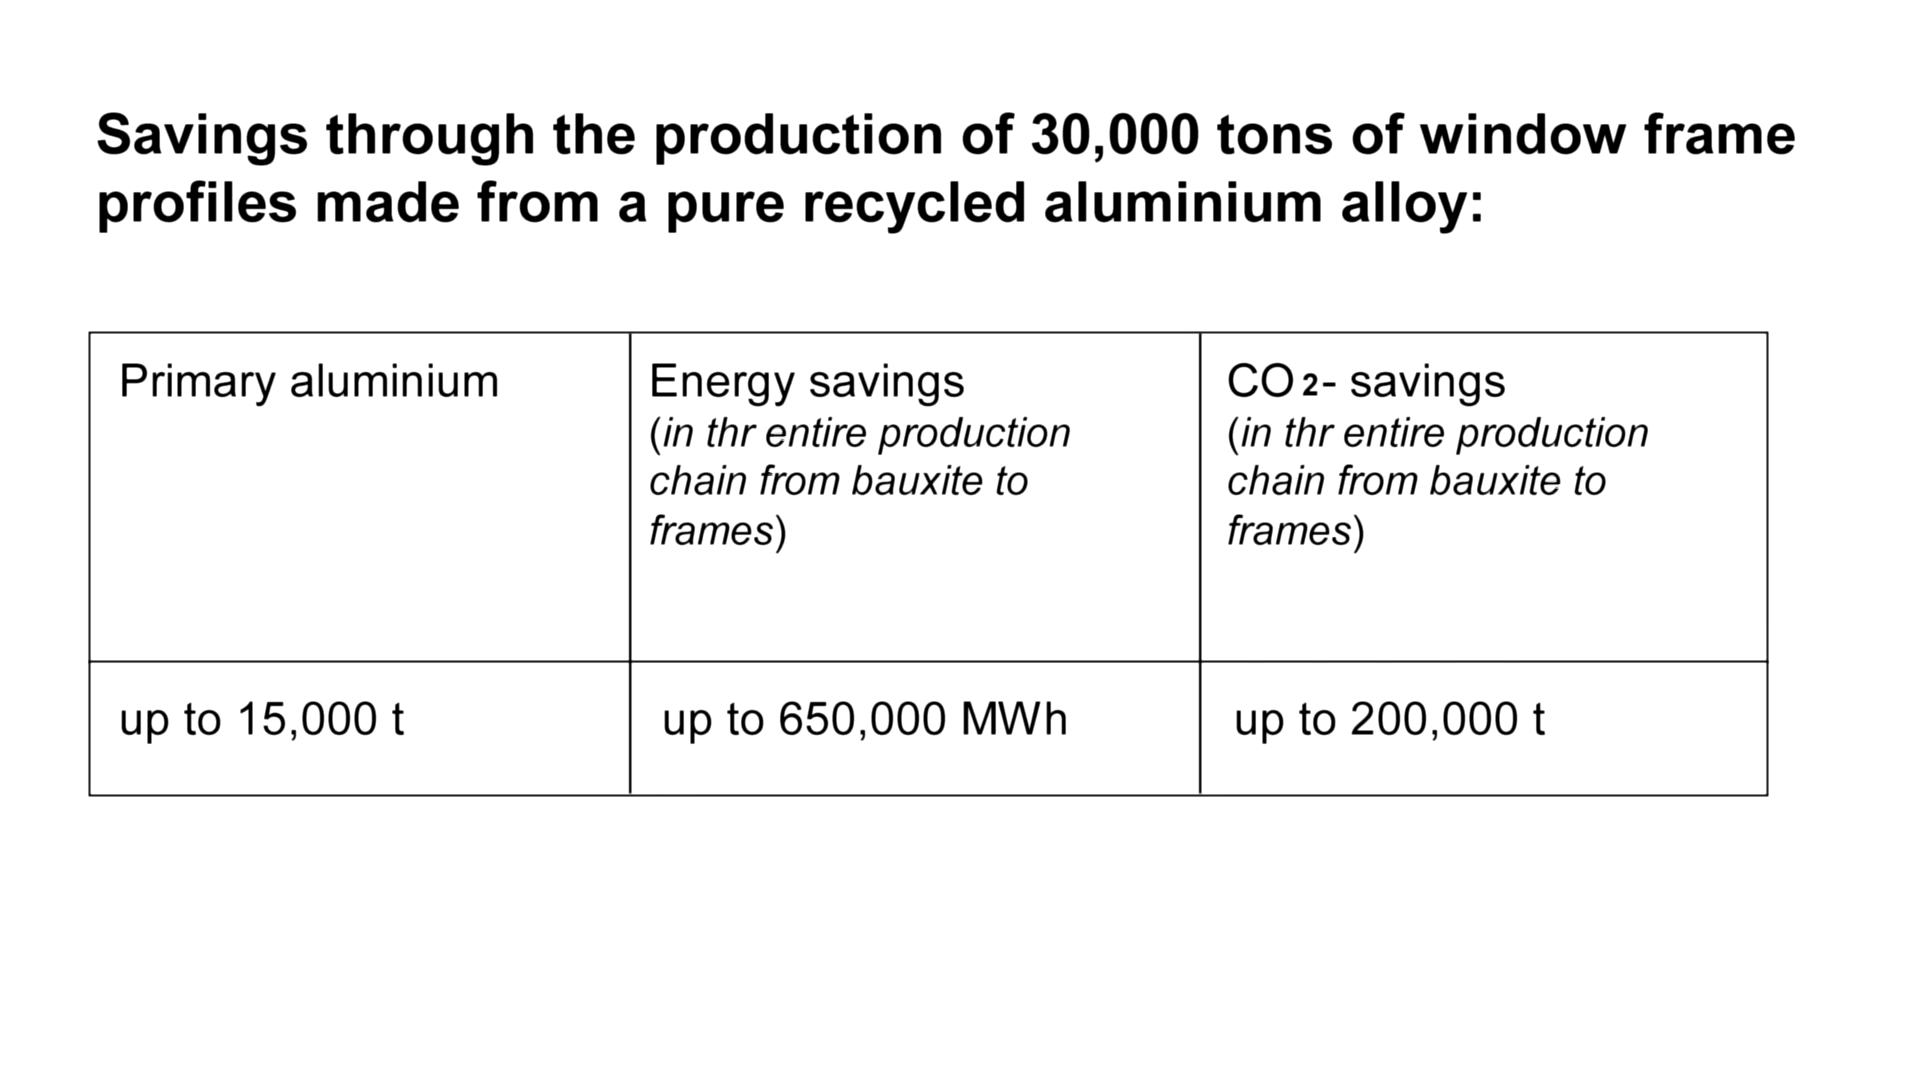 Savings through the production of 30,000 tons of window frame
profiles made from a pure recycled aluminium alloy:
Primary aluminium
Energy savings
(in thr entire production
chain from bauxite to
frames)
CO 2- savings
(in thr entire production
chain from bauxite to
frames)
up to 15,000 t
up to 650,000 MWh
up to 200,000 t